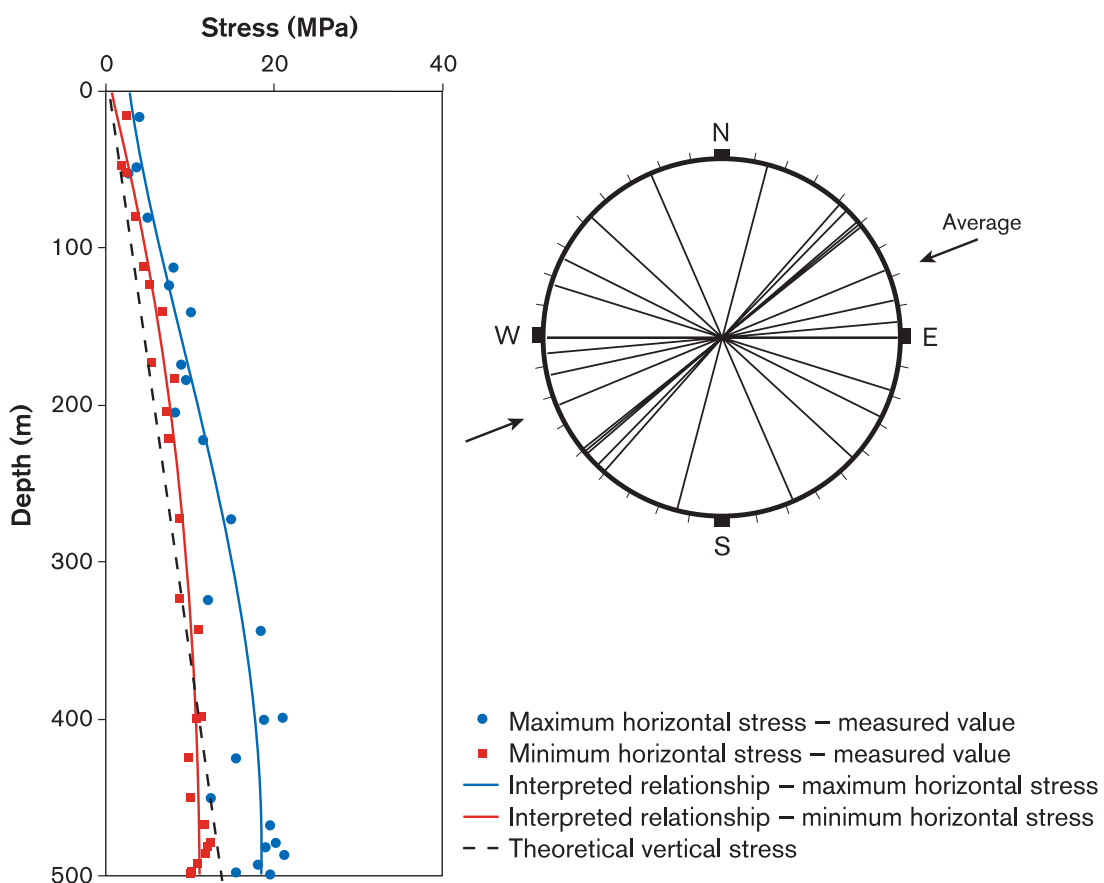 Stress (MPa)
0 20 40
0
100
200
300
400
500
Depth (m)
N
Average
W
E
S
Maximum horizontal stress – measured value
Minimum horizontal stress – measured value
Interpreted relationship – maximum horizontal stress
Interpreted relationship – minimum horizontal stress
Theoretical vertical stress